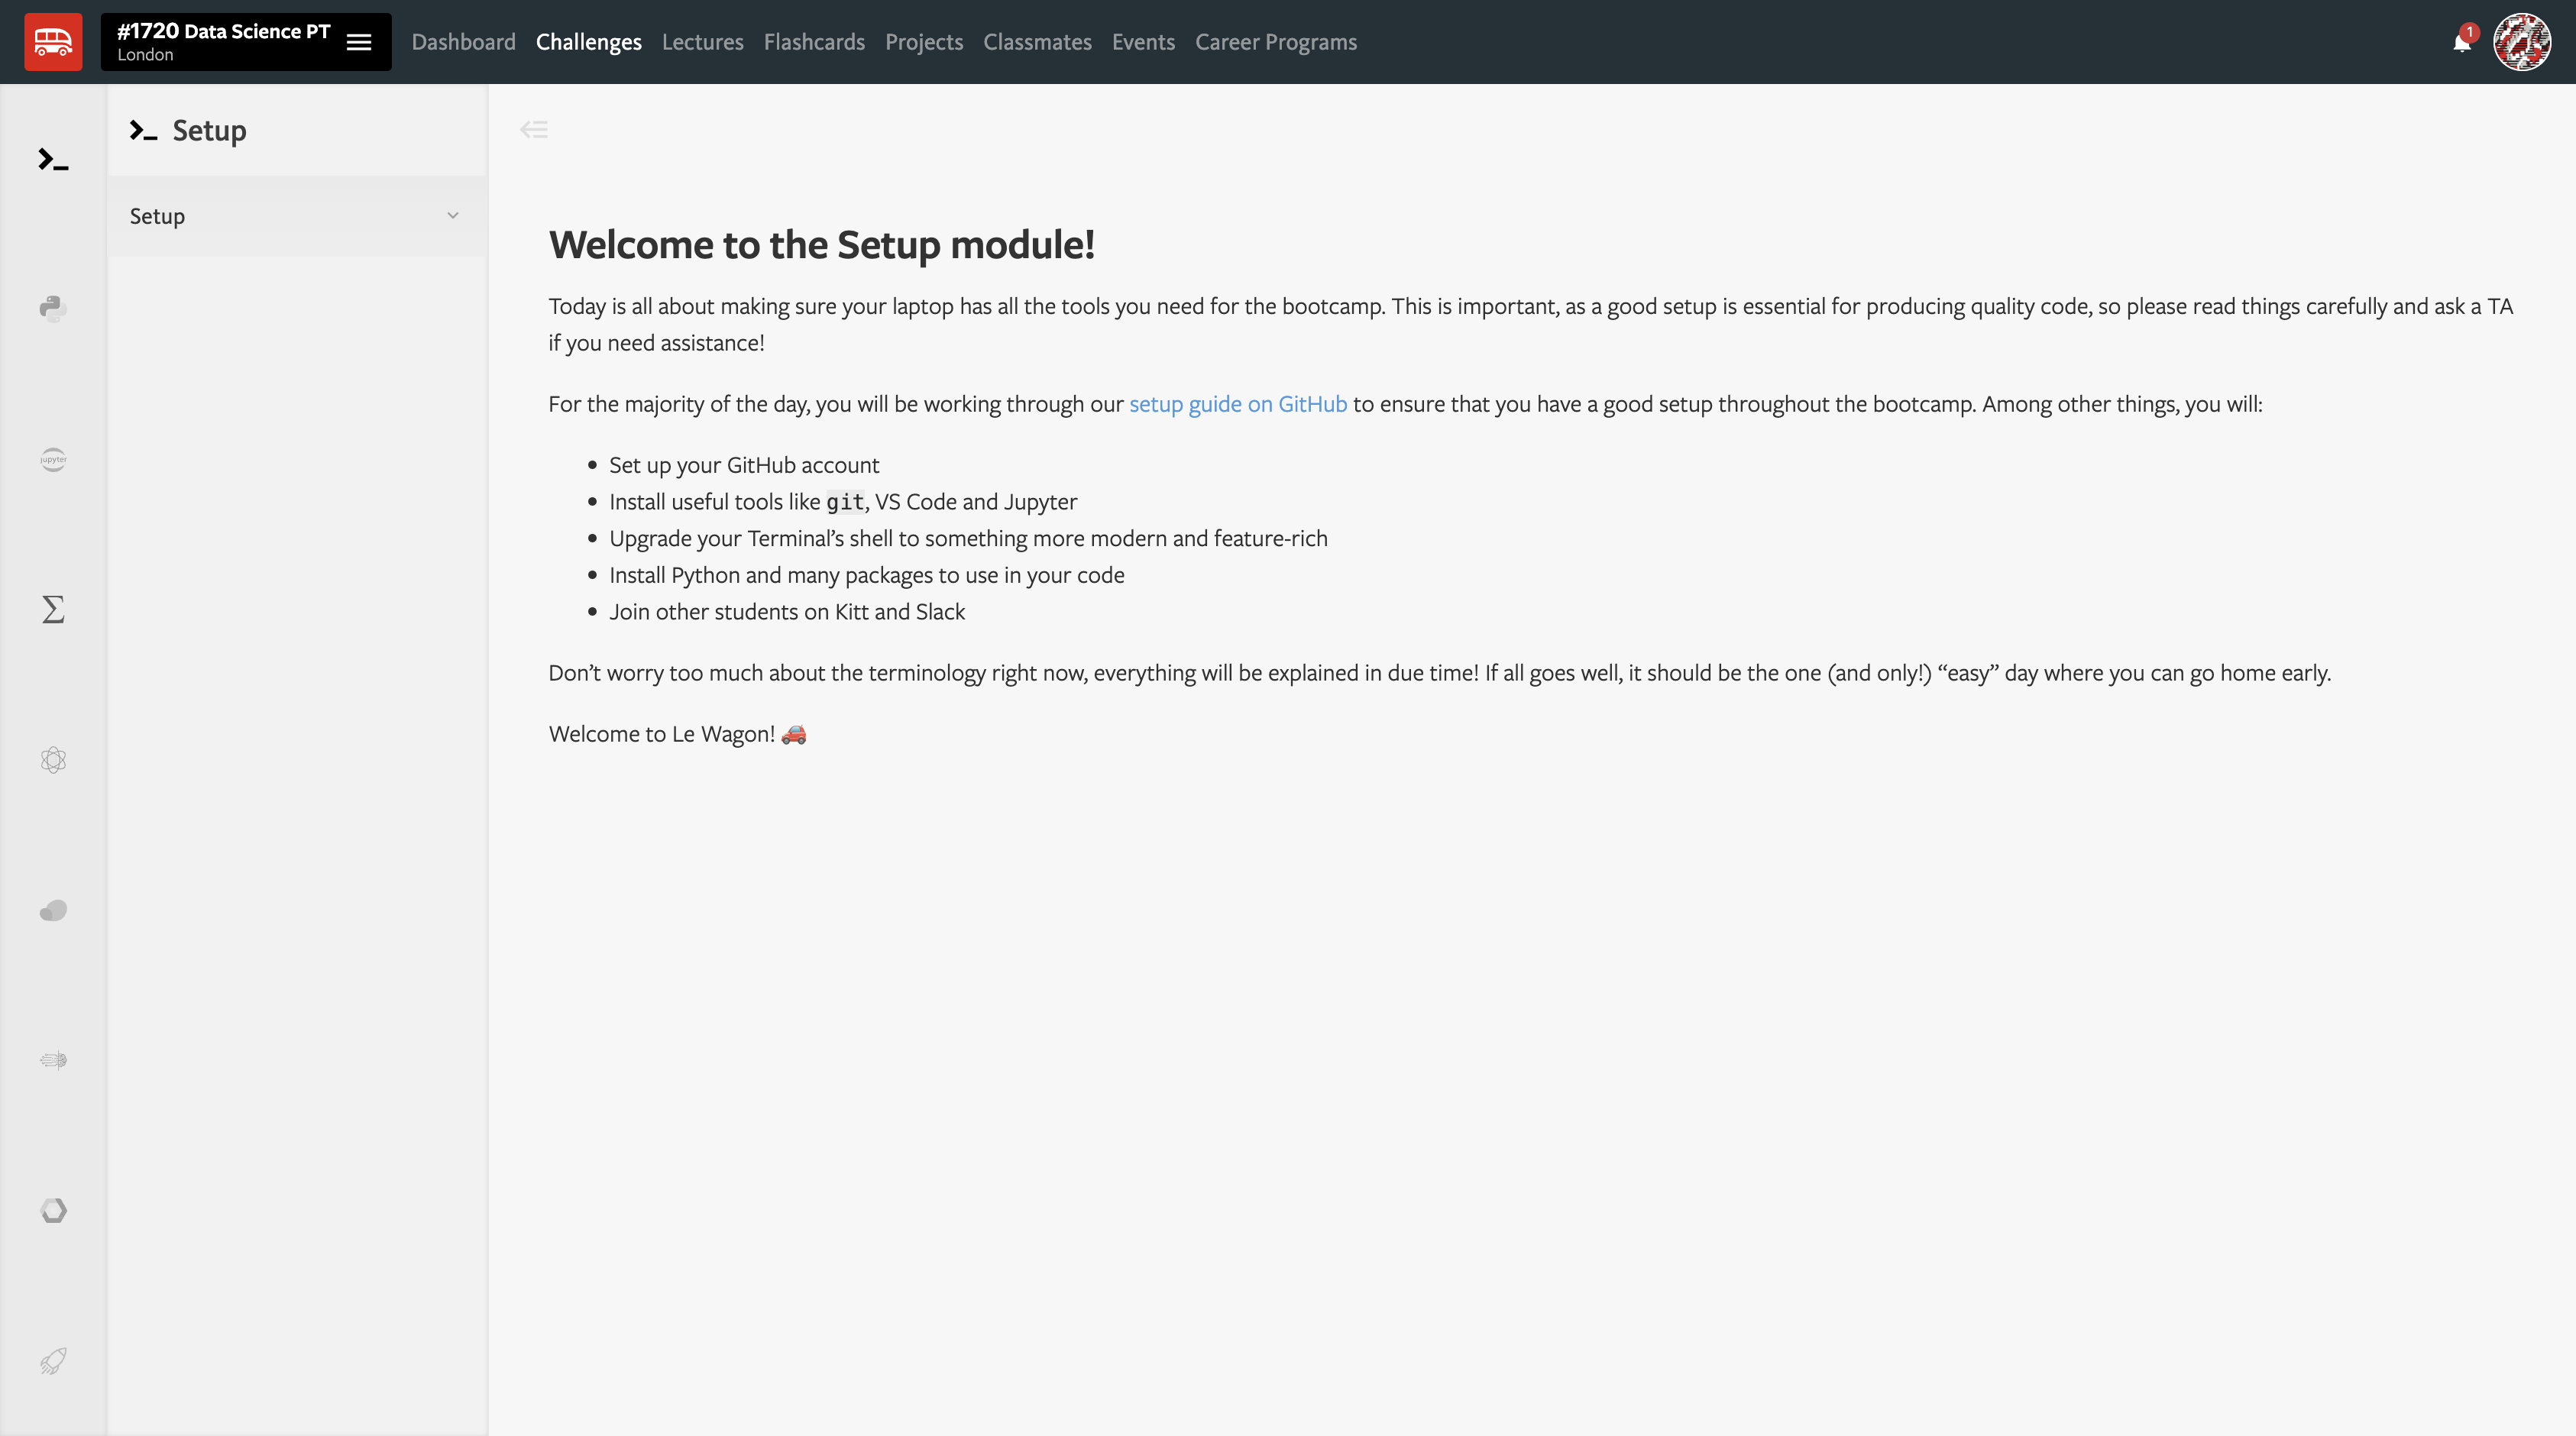 #1720 Data Science PT
London
Dashboard Challenges Lectures Flashcards Projects Classmates Events Career Programs
1
Setup
Setup
jupyter
Welcome to the Setup module!
Today is all about making sure your laptop has all the tools you need for the bootcamp. This is important, as a good setup is essential for producing quality code, so please read things carefully and ask a TA
if you need assistance!
For the majority of the day, you will be working through our setup guide on GitHub to ensure that you have a good setup throughout the bootcamp. Among other things, you will:
• Set up your GitHub account
• Install useful tools like git, VS Code and Jupyter
• Upgrade your Terminal’s shell to something more modern and feature-rich
• Install Python and many packages to use in your code
• Join other students on Kitt and Slack
Don’t worry too much about the terminology right now, everything will be explained in due time! If all goes well, it should be the one (and only!) “easy” day where you can go home early.
Welcome to Le Wagon! 🚗